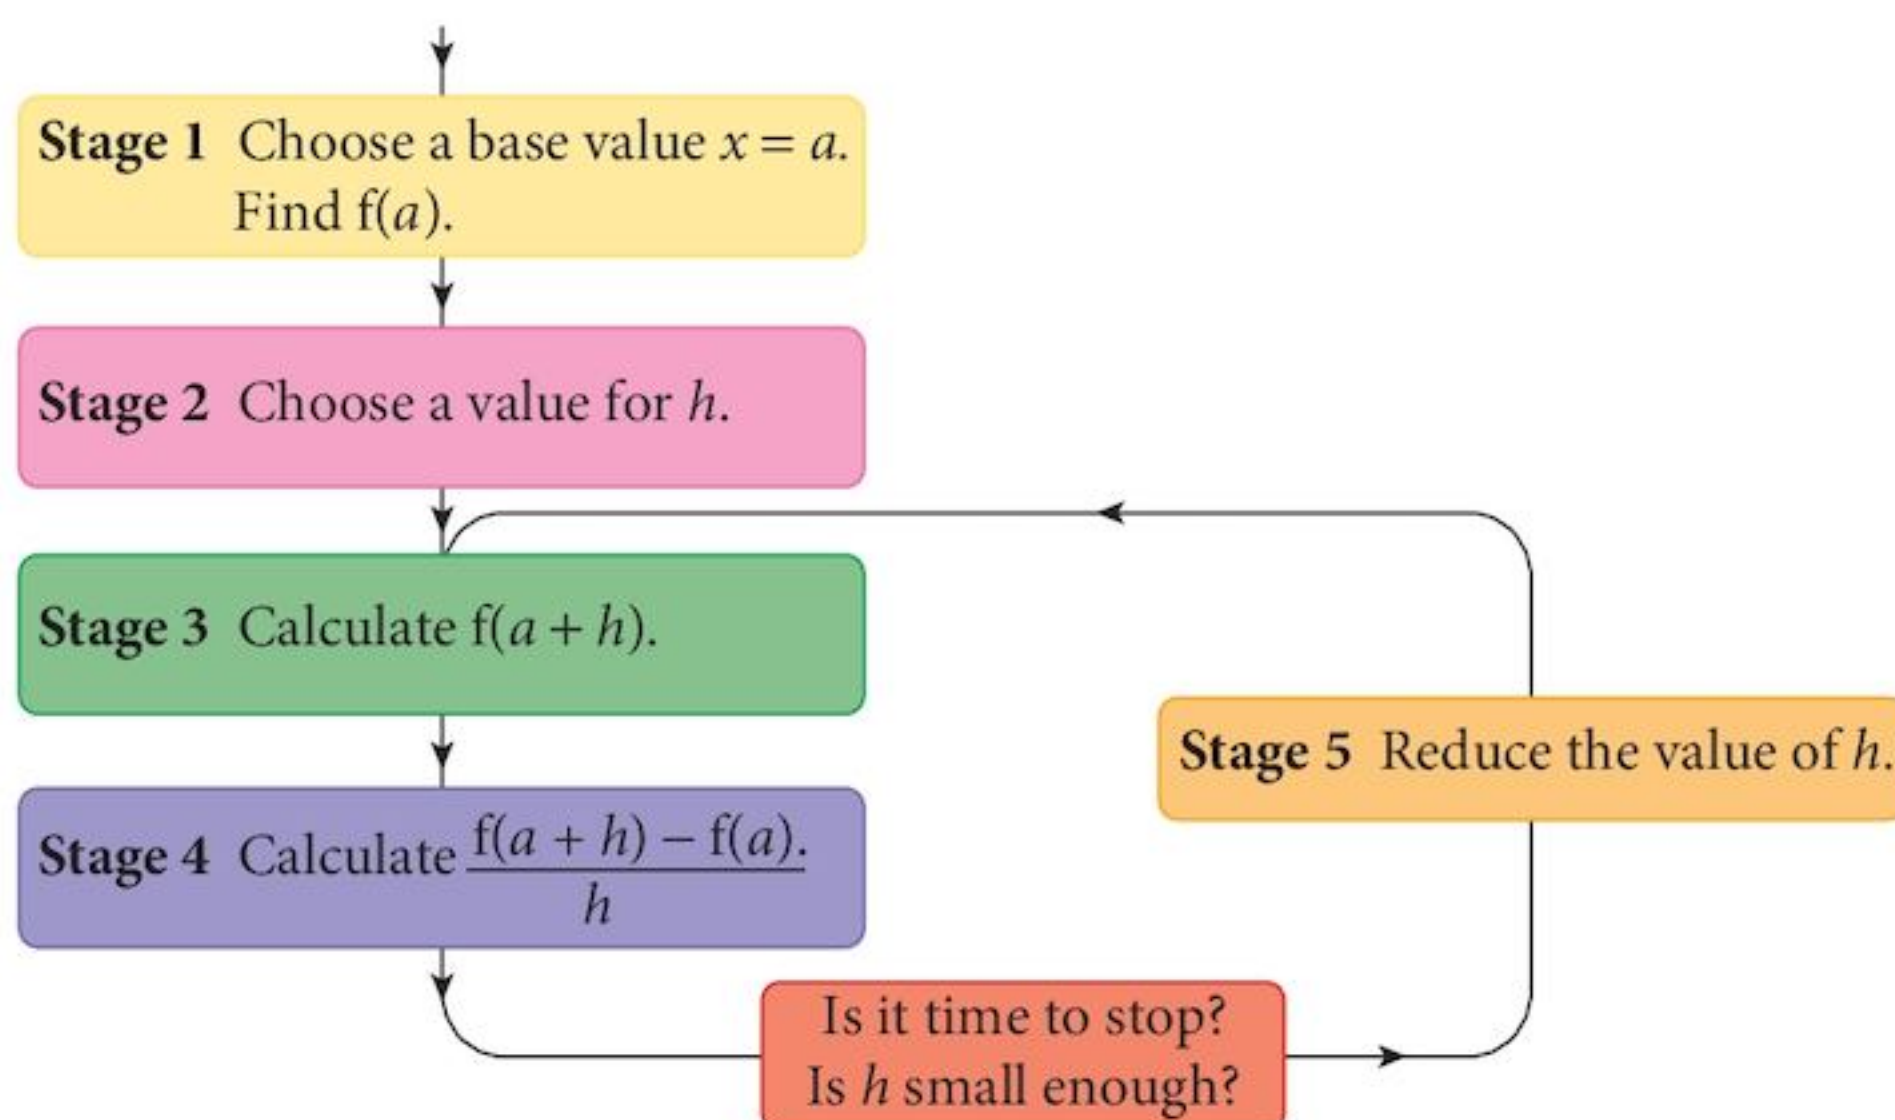 Stage 1 Choose a base value x = a.
Find f(a).
Stage 2 Choose a value for h.
Stage 3 Calculate f(a + h).
Stage 5 Reduce the value of h.
Stage 4 Calculate f(a + h) – f(a).
h
Is it time to stop?
Is h small enough?